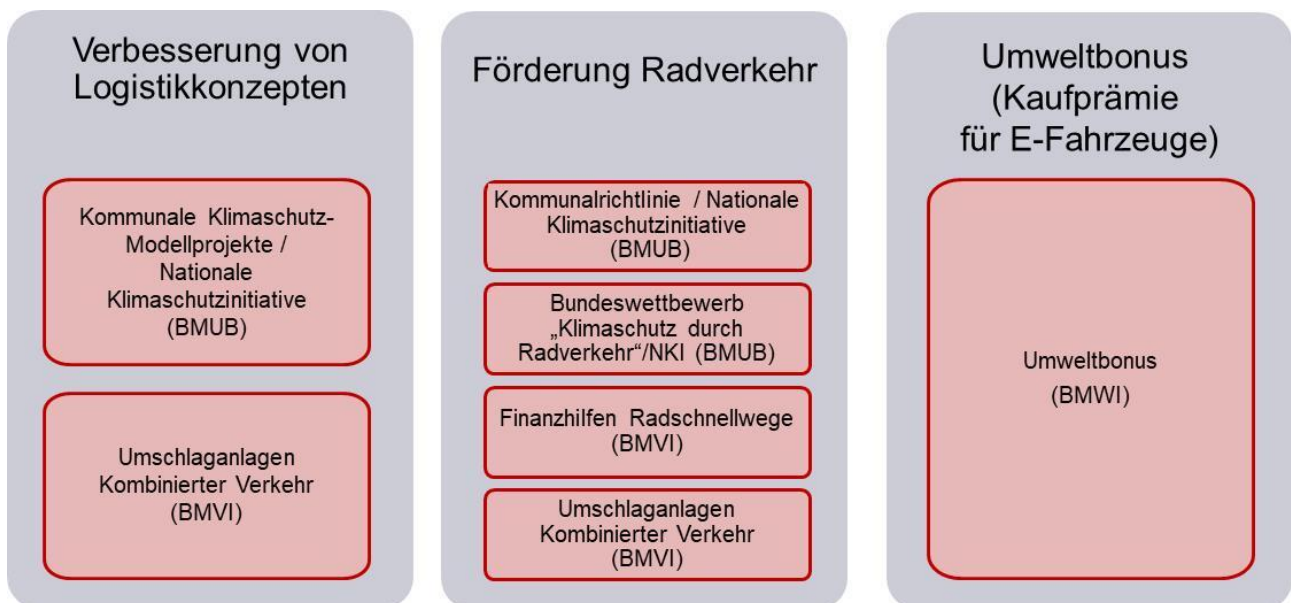 Verbesserung von
Logistikkonzepten
Kommunale Klimaschutz-
Modellprojekte /
Nationale
Klimaschutzinitiative
(BMUB)
Umschlaganlagen
Kombinierter Verkehr
(BMVI)
Förderung Radverkehr
Kommunalrichtlinie / Nationale
Klimaschutzinitiative
(BMUB)
Bundeswettbewerb
„Klimaschutz durch
Radverkehr“/NKI (BMUB)
Finanzhilfen Radschnellwege
(BMVI)
Umschlaganlagen
Kombinierter Verkehr
(BMVI)
Umweltbonus
(Kaufprämie
für E-Fahrzeuge)
Umweltbonus
(BMWI)